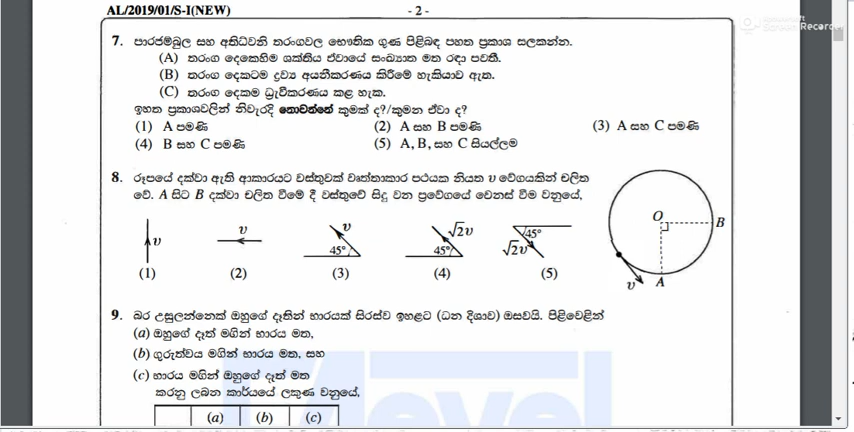 AL/2019/01/S-I(NEW)
- 2 -
Screen Recorder
7. පාරජම්බුල සහ අතිධ්වනි තරංගවල භෞතික ගුණ පිළිබඳ පහත ප්‍රකාශ සලකන්න.
(A) තරංග දෙකෙහිම ශක්තිය ඒවායේ සංඛ්‍යාත මත රඳා පවතී.
(B) තරංග දෙකටම ද්‍රව්‍ය අයනීකරණය කිරීමේ හැකියාව ඇත.
(C) තරංග දෙකම ධ්‍රැවීකරණය කළ හැක.
ඉහත ප්‍රකාශවලින් නිවැරදි නොවන්නේ කුමක් ද?/කුමන ඒවා ද?
(1) A පමණි (2) A සහ B පමණි (3) A සහ C පමණි
(4) B සහ C පමණි (5) A, B, සහ C සියල්ලම
8. රූපයේ දක්වා ඇති ආකාරයට වස්තුවක් වෘත්තාකාර පථයක නියත v වේගයකින් චලිත
වේ. A සිට B දක්වා චලිත වීමේ දී වස්තුවේ සිදු වන ප්‍රවේගයේ වෙනස් වීම වනුයේ,
v v v √2v 45°
45° 45° √2v
(1) (2) (3) (4) (5)
O B
v A
9. බර උසුලන්නෙක් ඔහුගේ දෑතින් භාරයක් සිරස්ව ඉහළට (ධන දිශාව) ඔසවයි. පිළිවෙළින්
(a) ඔහුගේ දෑත් මගින් භාරය මත,
(b) ගුරුත්වය මගින් භාරය මත, සහ
(c) භාරය මගින් ඔහුගේ දෑත් මත
කරනු ලබන කාර්යයේ ලකුණ වනුයේ,
(a) (b) (c)